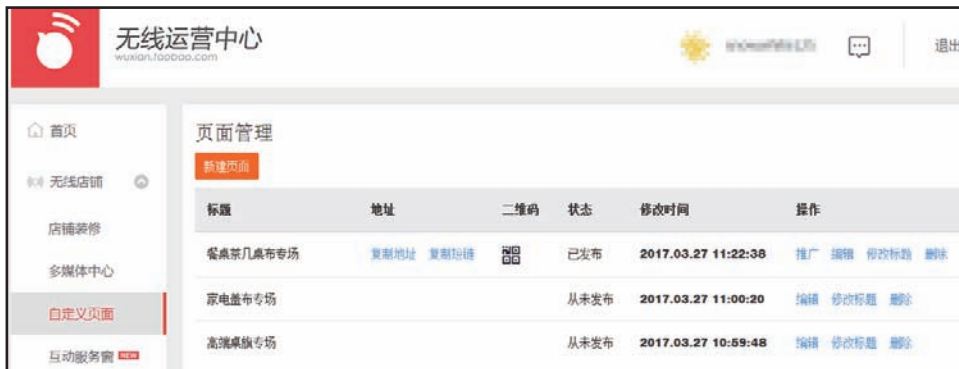 无线运营中心
wuxian.taobao.com
退出
首页
无线店铺
店铺装修
多媒体中心
自定义页面
互动服务窗 NEW
页面管理
新建页面
标题 地址 二维码 状态 修改时间 操作
餐桌茶几桌布专场 复制地址 复制短链 已发布 2017.03.27 11:22:38 推广 编辑 修改标题 删除
家电盖布专场 从未发布 2017.03.27 11:00:20 编辑 修改标题 删除
高端桌旗专场 从未发布 2017.03.27 10:59:48 编辑 修改标题 删除